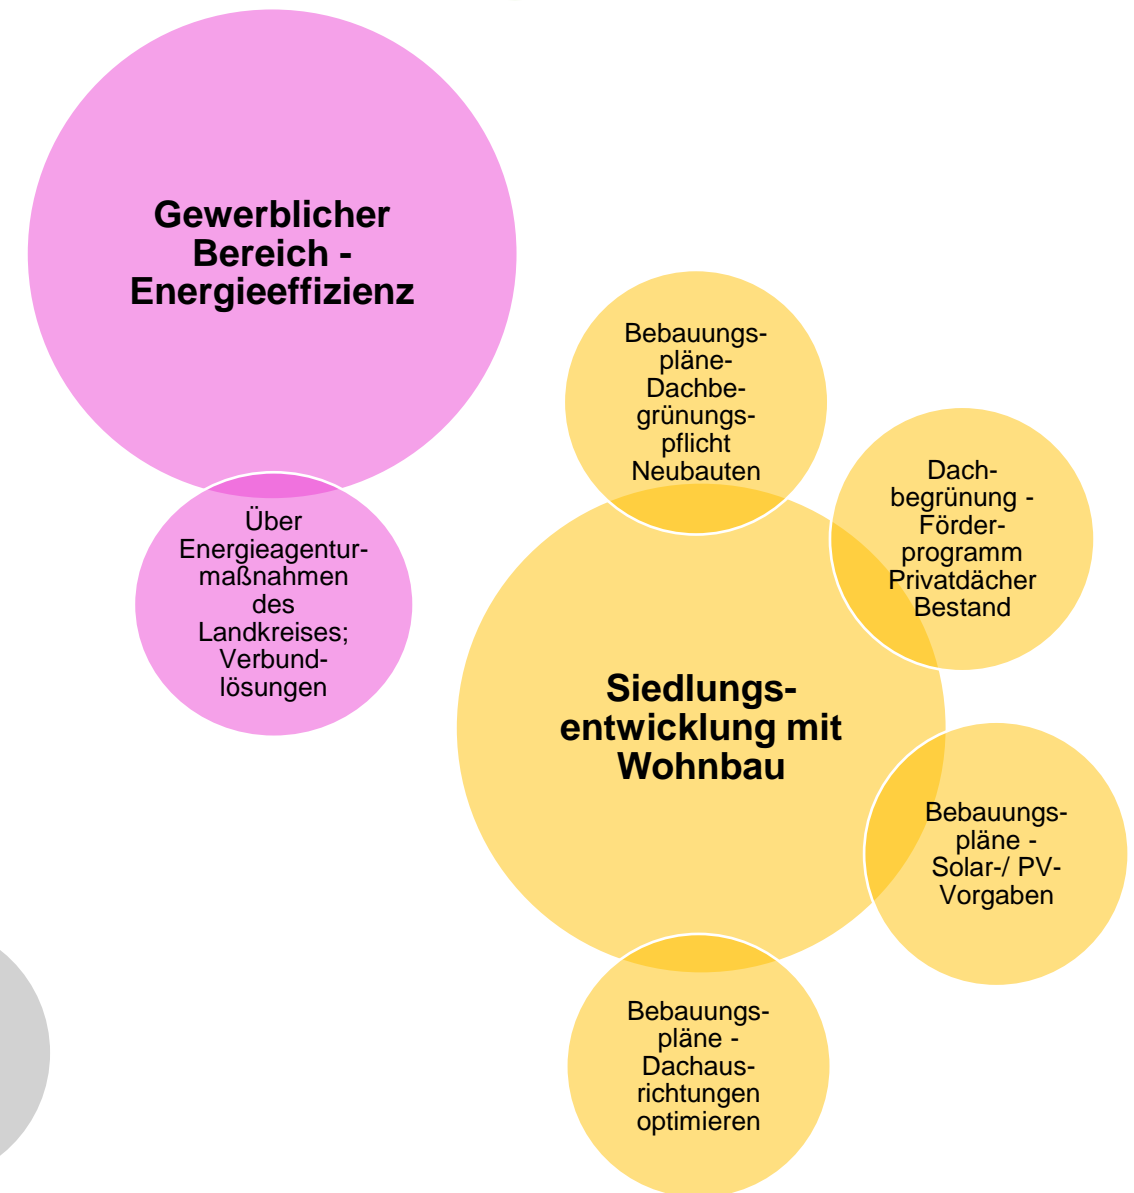 Gewerblicher
Bereich -
Energieeffizienz
Über
Energieagentur-
maßnahmen
des
Landkreises;
Verbund-
lösungen
Bebauungs-
pläne-
Dachbe-
grünungs-
pflicht
Neubauten
Dach-
begrünung -
Förder-
programm
Privatdächer
Bestand
Siedlungs-
entwicklung mit
Wohnbau
Bebauungs-
pläne -
Solar-/ PV-
Vorgaben
Bebauungs-
pläne -
Dachaus-
richtungen
optimieren